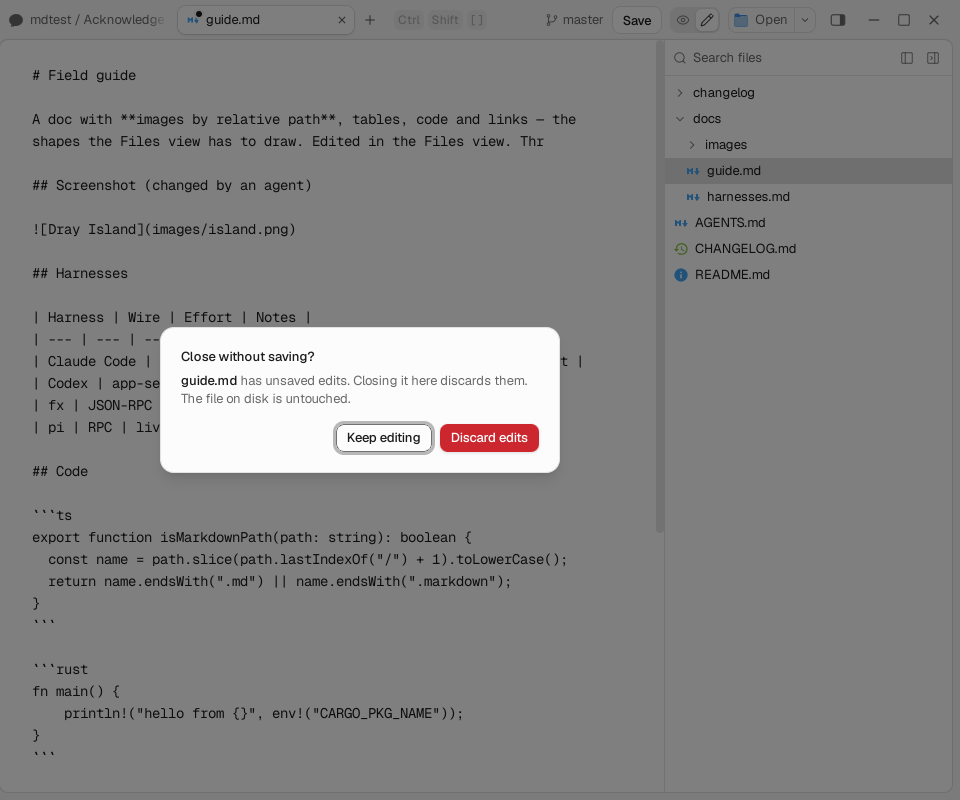 mdtest / Acknowledge
guide.md
Ctrl Shift [ ]
master
Save
Open
# Field guide
A doc with **images by relative path**, tables, code and links — the
shapes the Files view has to draw. Edited in the Files view. Thr
## Screenshot (changed by an agent)
![Dray Island](images/island.png)
## Harnesses
| Harness | Wire | Effort | Notes |
| --- | --- | --
| Claude Code | t |
| Codex | app-se
| fx | JSON-RPC
| pi | RPC | liv
Close without saving?
guide.md has unsaved edits. Closing it here discards them.
The file on disk is untouched.
Keep editing
Discard edits
## Code
```ts
export function isMarkdownPath(path: string): boolean {
  const name = path.slice(path.lastIndexOf("/") + 1).toLowerCase();
  return name.endsWith(".md") || name.endsWith(".markdown");
}
```
```rust
fn main() {
    println!("hello from {}", env!("CARGO_PKG_NAME"));
}
```
Search files
changelog
docs
images
guide.md
harnesses.md
AGENTS.md
CHANGELOG.md
README.md